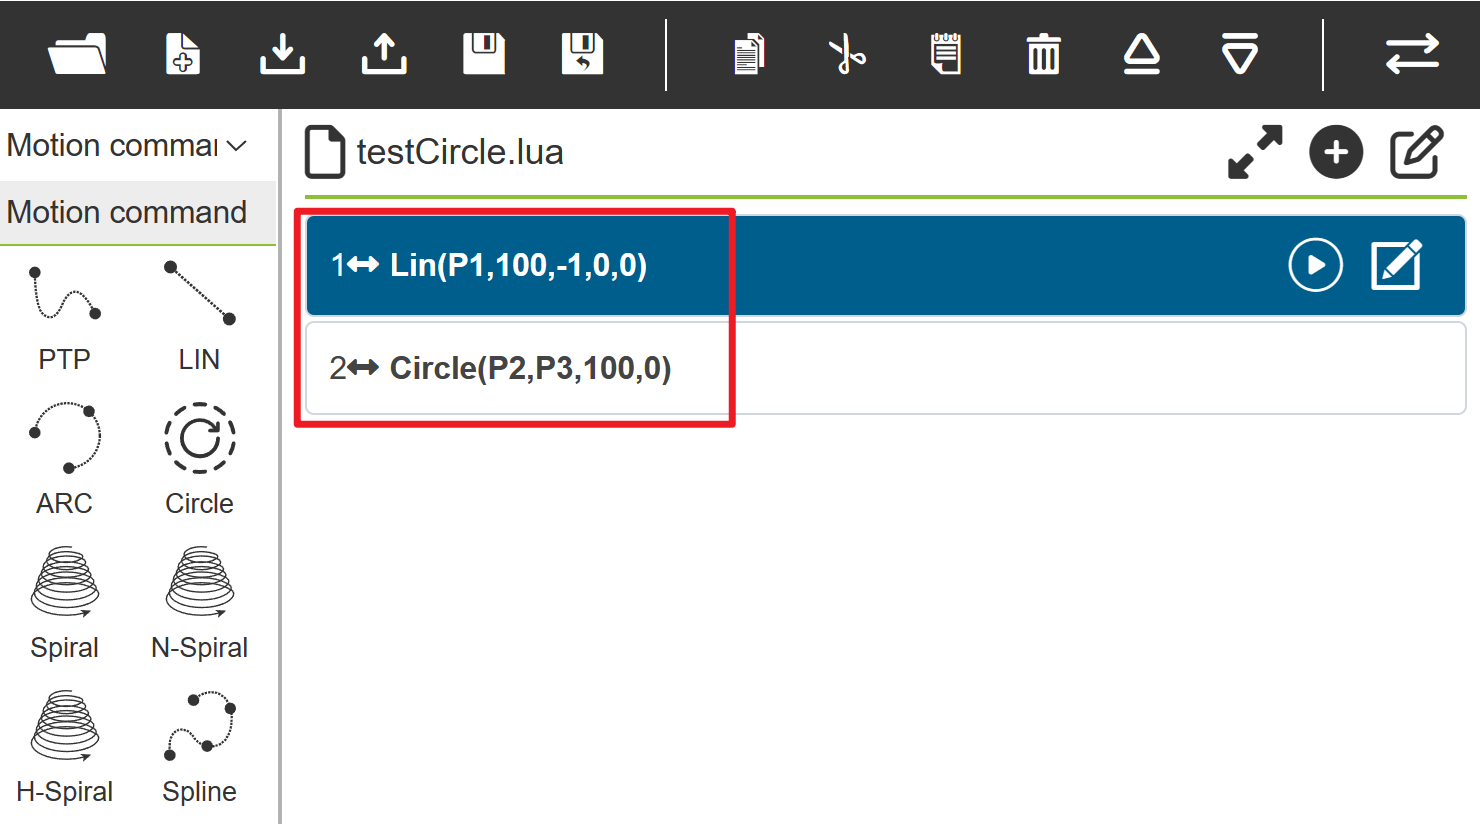 Motion commar
testCircle.lua
Motion command
1 Lin(P1,100,-1,0,0)
2 Circle(P2,P3,100,0)
PTP LIN
ARC Circle
Spiral N-Spiral
H-Spiral Spline